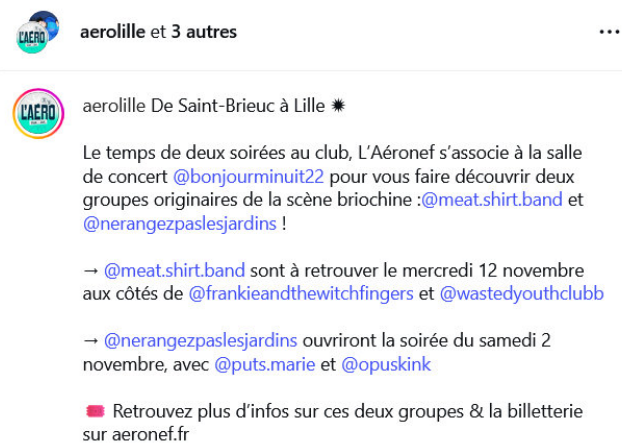 L'AÉRO
aerolille et 3 autres
L'AÉRO
aerolille De Saint-Brieuc à Lille ✹
Le temps de deux soirées au club, L'Aéronef s'associe à la salle
de concert @bonjourminuit22 pour vous faire découvrir deux
groupes originaires de la scène briochine :@meat.shirt.band et
@nerangezpaslesjardins !
→ @meat.shirt.band sont à retrouver le mercredi 12 novembre
aux côtés de @frankieandthewitchfingers et @wastedyouthclubb
→ @nerangezpaslesjardins ouvriront la soirée du samedi 2
novembre, avec @puts.marie et @opuskink
🎟️ Retrouvez plus d'infos sur ces deux groupes & la billetterie
sur aeronef.fr